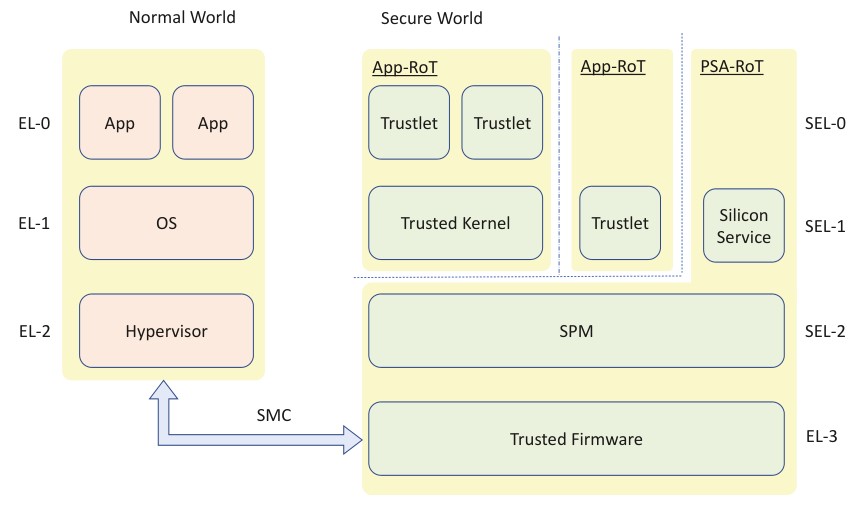 Normal World
Secure World
App-RoT
App-RoT
PSA-RoT
EL-0
App
App
Trustlet
Trustlet
SEL-0
EL-1
OS
Trusted Kernel
Trustlet
Silicon
Service
SEL-1
EL-2
Hypervisor
SPM
SEL-2
SMC
Trusted Firmware
EL-3